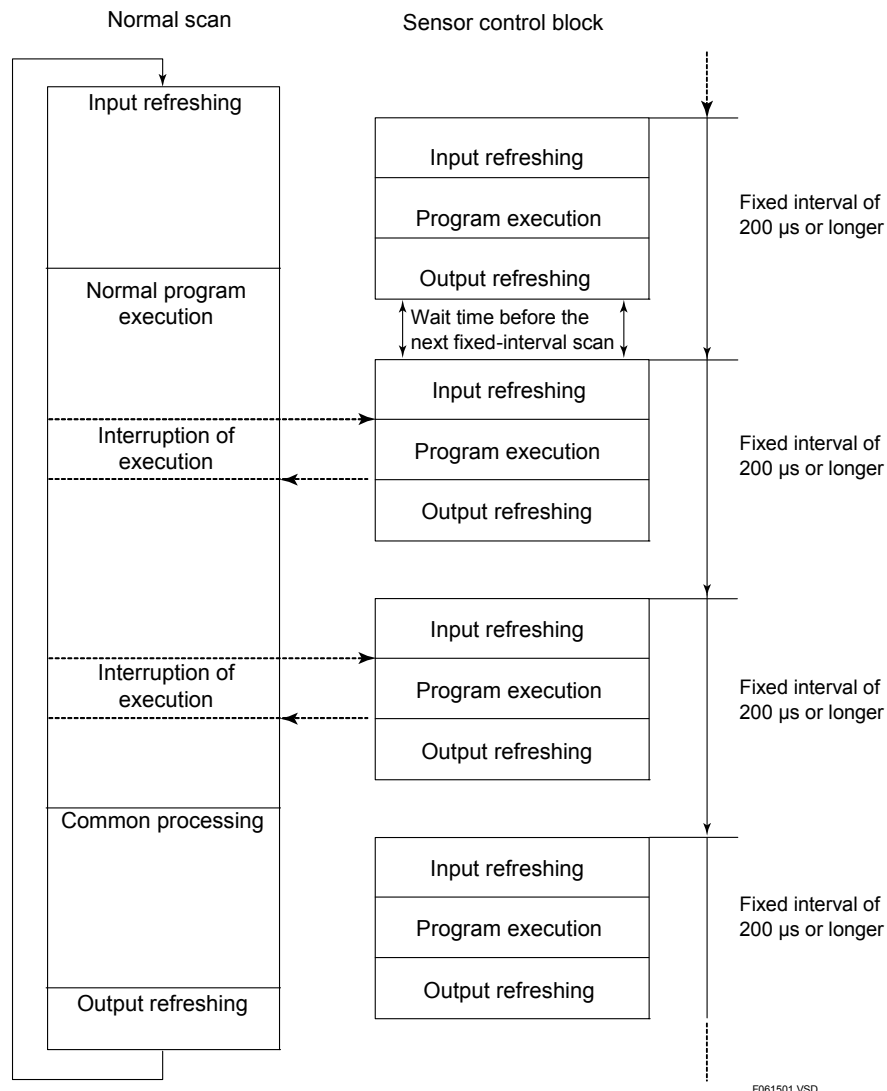 Normal scan
Sensor control block
Input refreshing
Input refreshing
Program execution
Output refreshing
Fixed interval of
200 µs or longer
Normal program
execution
Wait time before the
next fixed-interval scan
Input refreshing
Program execution
Output refreshing
Interruption of
execution
Fixed interval of
200 µs or longer
Input refreshing
Program execution
Output refreshing
Interruption of
execution
Fixed interval of
200 µs or longer
Common processing
Input refreshing
Program execution
Output refreshing
Fixed interval of
200 µs or longer
Output refreshing
F061501.VSD